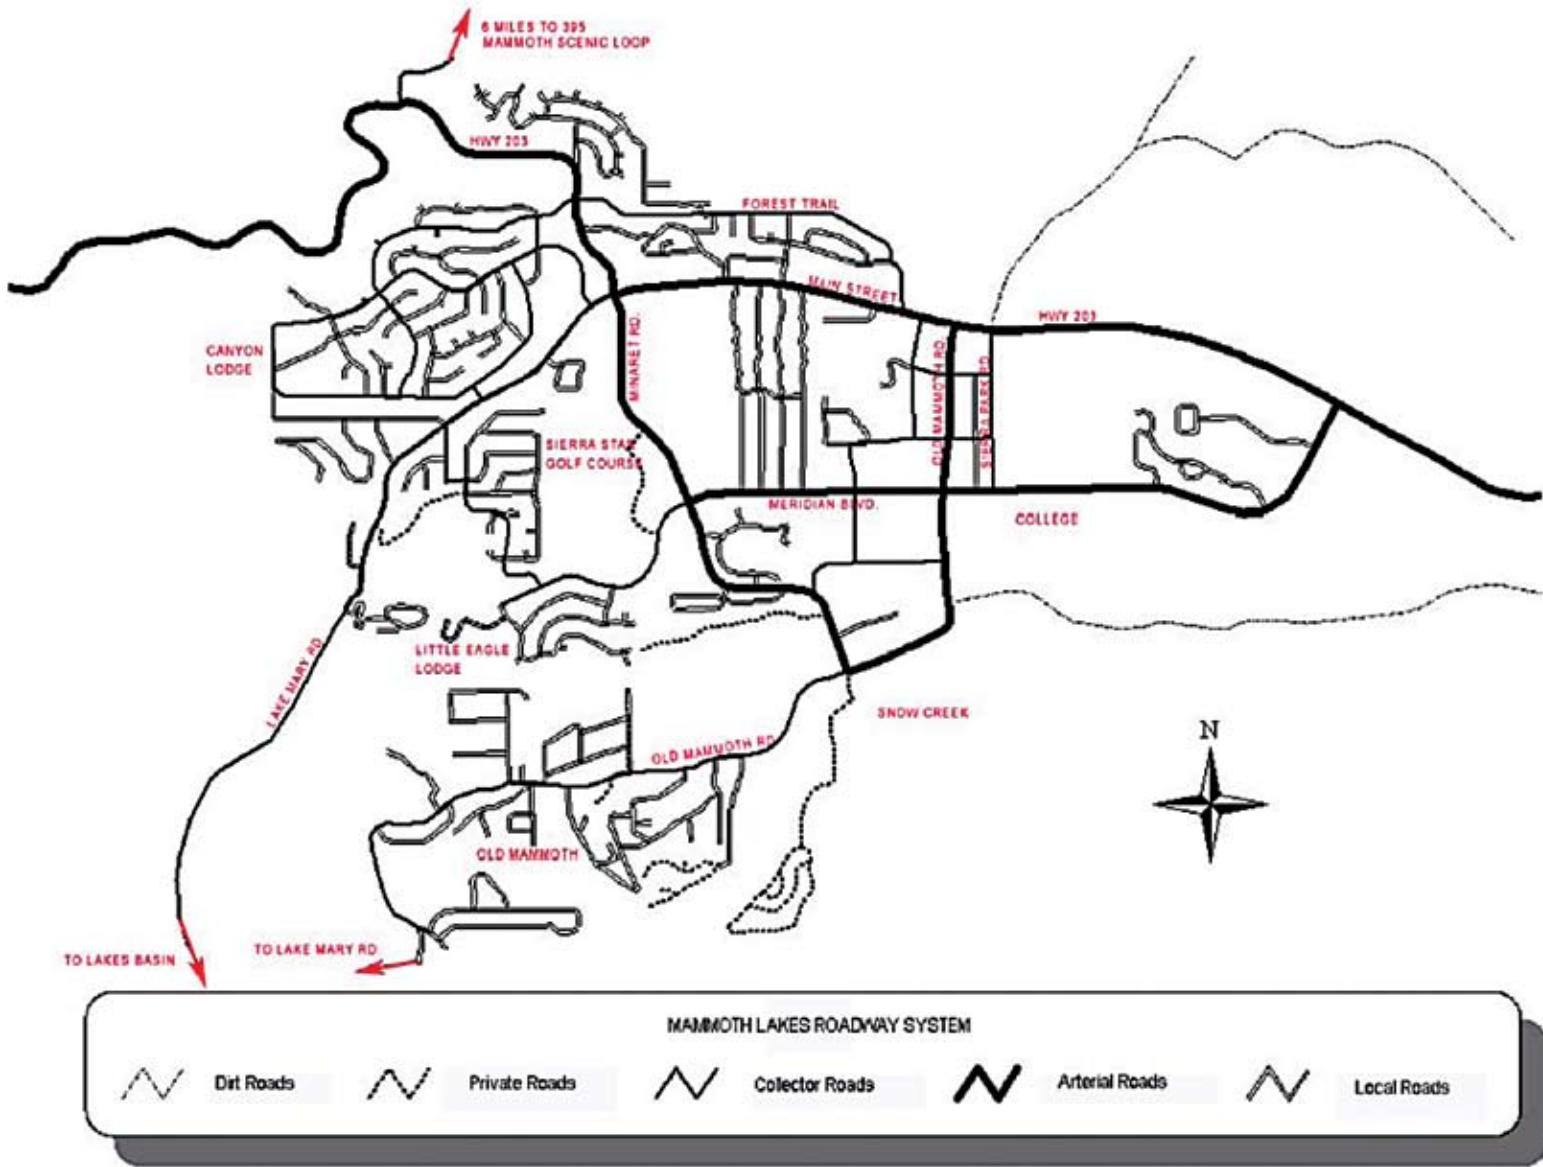 6 MILES TO 395
MAMMOTH SCENIC LOOP
HWY 203
FOREST TRAIL
MAIN STREET
HWY 203
CANYON
LODGE
MINARET RD.
OLD MAMMOTH RD.
SIERRA PARK RD.
SIERRA STAR
GOLF COURSE
MERIDIAN BLVD.
COLLEGE
LITTLE EAGLE
LODGE
LAKE MARY RD.
SNOW CREEK
OLD MAMMOTH RD
N
OLD MAMMOTH
TO LAKES BASIN
TO LAKE MARY RD.
MAMMOTH LAKES ROADWAY SYSTEM
Dirt Roads
Private Roads
Collector Roads
Arterial Roads
Local Roads